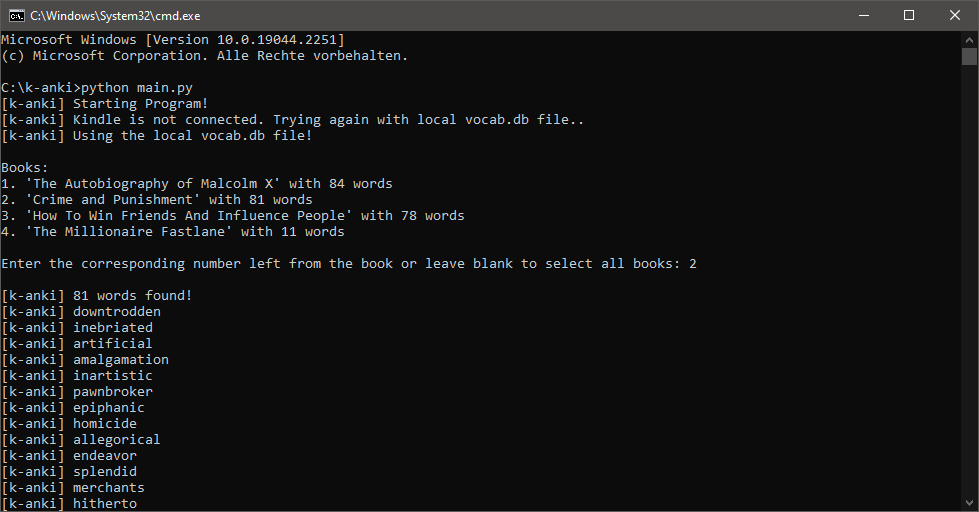 C:\Windows\System32\cmd.exe
Microsoft Windows [Version 10.0.19044.2251]
(c) Microsoft Corporation. Alle Rechte vorbehalten.
C:\k-anki>python main.py
[k-anki] Starting Program!
[k-anki] Kindle is not connected. Trying again with local vocab.db file..
[k-anki] Using the local vocab.db file!
Books:
1. 'The Autobiography of Malcolm X' with 84 words
2. 'Crime and Punishment' with 81 words
3. 'How To Win Friends And Influence People' with 78 words
4. 'The Millionaire Fastlane' with 11 words
Enter the corresponding number left from the book or leave blank to select all books: 2
[k-anki] 81 words found!
[k-anki] downtrodden
[k-anki] inebriated
[k-anki] artificial
[k-anki] amalgamation
[k-anki] inartistic
[k-anki] pawnbroker
[k-anki] epiphanic
[k-anki] homicide
[k-anki] allegorical
[k-anki] endeavor
[k-anki] splendid
[k-anki] merchants
[k-anki] hitherto